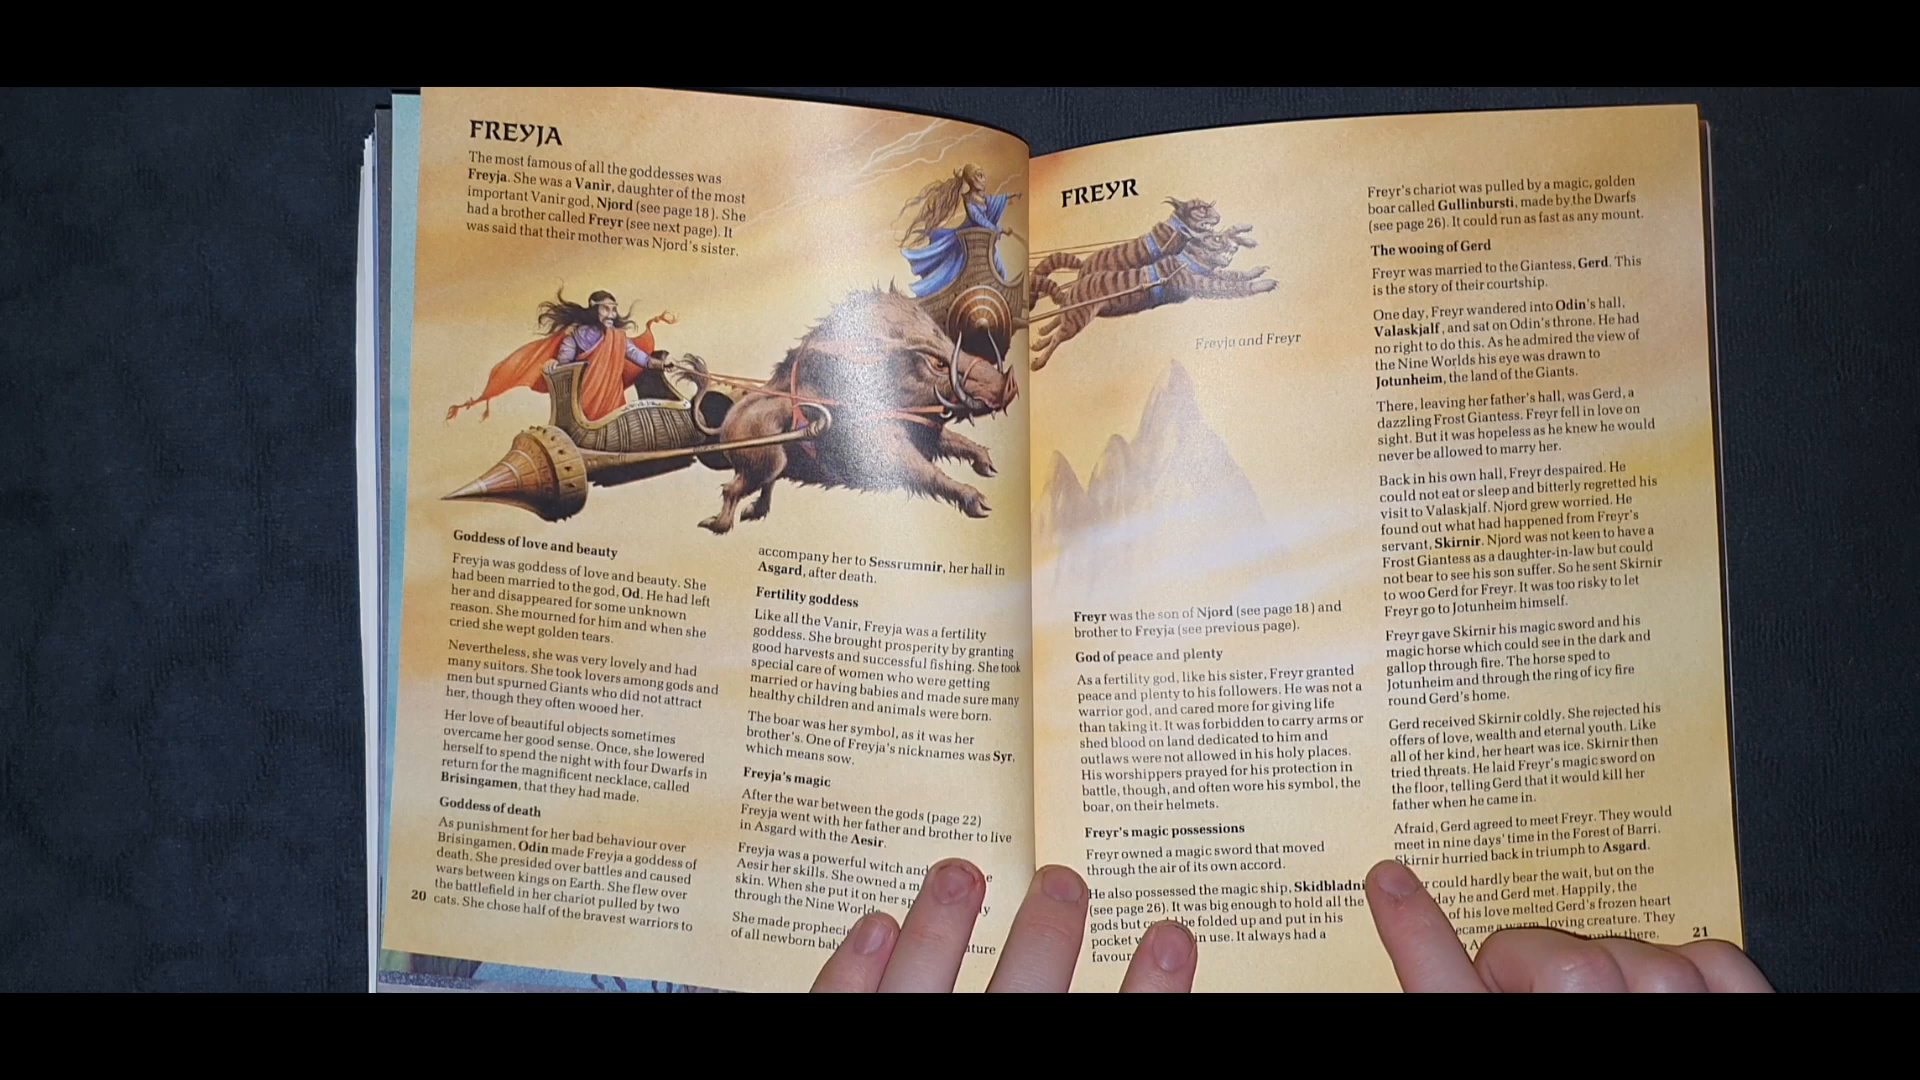 FREYJA
The most famous of all the goddesses was
Freyja. She was a Vanir, daughter of the most
important Vanir god, Njord (see page 18). She
had a brother called Freyr (see next page). It
was said that their mother was Njord's sister.
Goddess of love and beauty
Freyja was goddess of love and beauty. She
had been married to the god, Od. He had left
her and disappeared for some unknown
reason. She mourned for him and when she
cried she wept golden tears.
Nevertheless, she was very lovely and had
many suitors. She took lovers among gods and
men but spurned Giants who did not attract
her, though they often wooed her.
Her love of beautiful objects sometimes
overcame her good sense. Once, she lowered
herself to spend the night with four Dwarfs in
return for the magnificent necklace, called
Brisingamen, that they had made.
Goddess of death
As punishment for her bad behaviour over
Brisingamen, Odin made Freyja a goddess of
death. She presided over battles and caused
wars between kings on Earth. She flew over
the battlefield in her chariot pulled by two
cats. She chose half of the bravest warriors to
20
accompany her to Sessrumnir, her hall in
Asgard, after death.
Fertility goddess
Like all the Vanir, Freyja was a fertility
goddess. She brought prosperity by granting
good harvests and successful fishing. She took
special care of women who were getting
married or having babies and made sure many
healthy children and animals were born.
The boar was her symbol, as it was her
brother's. One of Freyja's nicknames was Syr,
which means sow.
Freyja's magic
After the war between the gods (page 22)
Freyja went with her father and brother to live
in Asgard with the Aesir.
Freyja was a powerful witch and
Aesir her skills. She owned a
skin. When she put it on her
through the Nine Worlds
She made
of all newborn
FREYR
Freyja and Freyr
Freyr was the son of Njord (see page 18) and
brother to Freyja (see previous page).
God of peace and plenty
As a fertility god, like his sister, Freyr granted
peace and plenty to his followers. He was not a
warrior god, and cared more for giving life
than taking it. It was forbidden to carry arms or
shed blood on land dedicated to him and
outlaws were not allowed in his holy places.
His worshippers prayed for his protection in
battle, though, and often wore his symbol, the
boar, on their helmets.
Freyr's magic possessions
Freyr owned a magic sword that moved
through the air of its own accord.
He also possessed the magic ship, Skidbladni
(see page 26). It was big enough to hold all the
gods but be folded up and put in his
pocket in use. It always had a
Freyr's chariot was pulled by a magic, golden
boar called Gullinbursti, made by the Dwarfs
(see page 26). It could run as fast as any mount.
The wooing of Gerd
Freyr was married to the Giantess, Gerd. This
is the story of their courtship.
One day, Freyr wandered into Odin's hall,
Valaskjalf, and sat on Odin's throne. He had
no right to do this. As he admired the view of
the Nine Worlds his eye was drawn to
Jotunheim, the land of the Giants.
There, leaving her father's hall, was Gerd, a
dazzling Frost Giantess. Freyr fell in love on
sight. But it was hopeless as he knew he would
never be allowed to marry her.
Back in his own hall, Freyr despaired. He
could not eat or sleep and bitterly regretted his
visit to Valaskjalf. Njord grew worried. He
found out what had happened from Freyr's
servant, Skirnir. Njord was not keen to have a
Frost Giantess as a daughter-in-law but could
not bear to see his son suffer. So he sent Skirnir
to woo Gerd for Freyr. It was too risky to let
Freyr go to Jotunheim himself.
Freyr gave Skirnir his magic sword and his
magic horse which could see in the dark and
gallop through fire. The horse sped to
Jotunheim and through the ring of icy fire
round Gerd's home.
Gerd received Skirnir coldly. She rejected his
offers of love, wealth and eternal youth. Like
all of her kind, her heart was ice. Skirnir then
tried threats. He laid Freyr's magic sword on
the floor, telling Gerd that it would kill her
father when he came in.
Afraid, Gerd agreed to meet Freyr. They would
meet in nine days' time in the Forest of Barri.
Skirnir hurried back in triumph to Asgard.
could hardly bear the wait, but on the
day he and Gerd met. Happily, the
of his love melted Gerd's frozen heart
a warm, loving creature. They
there.
21